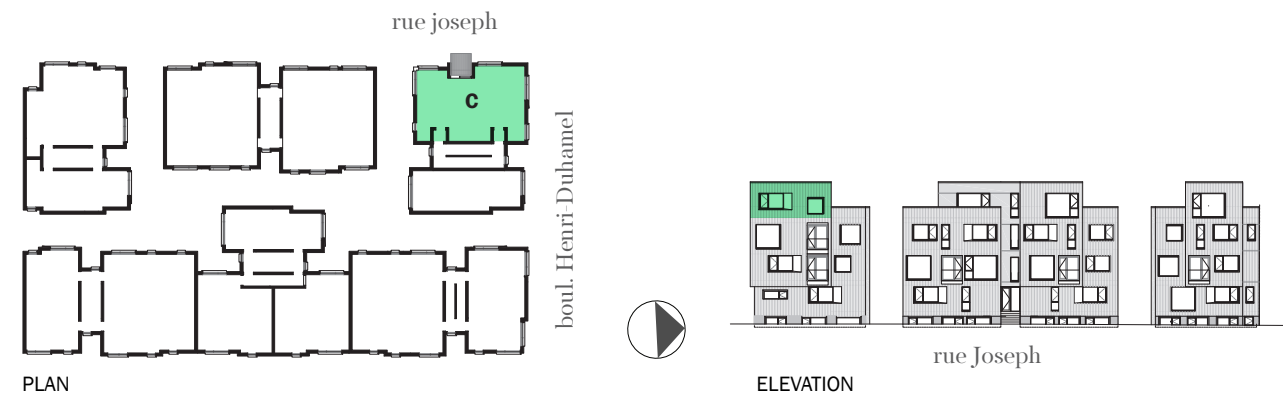 rue joseph
C
boul. Henri-Duhamel
PLAN
rue Joseph
ELEVATION